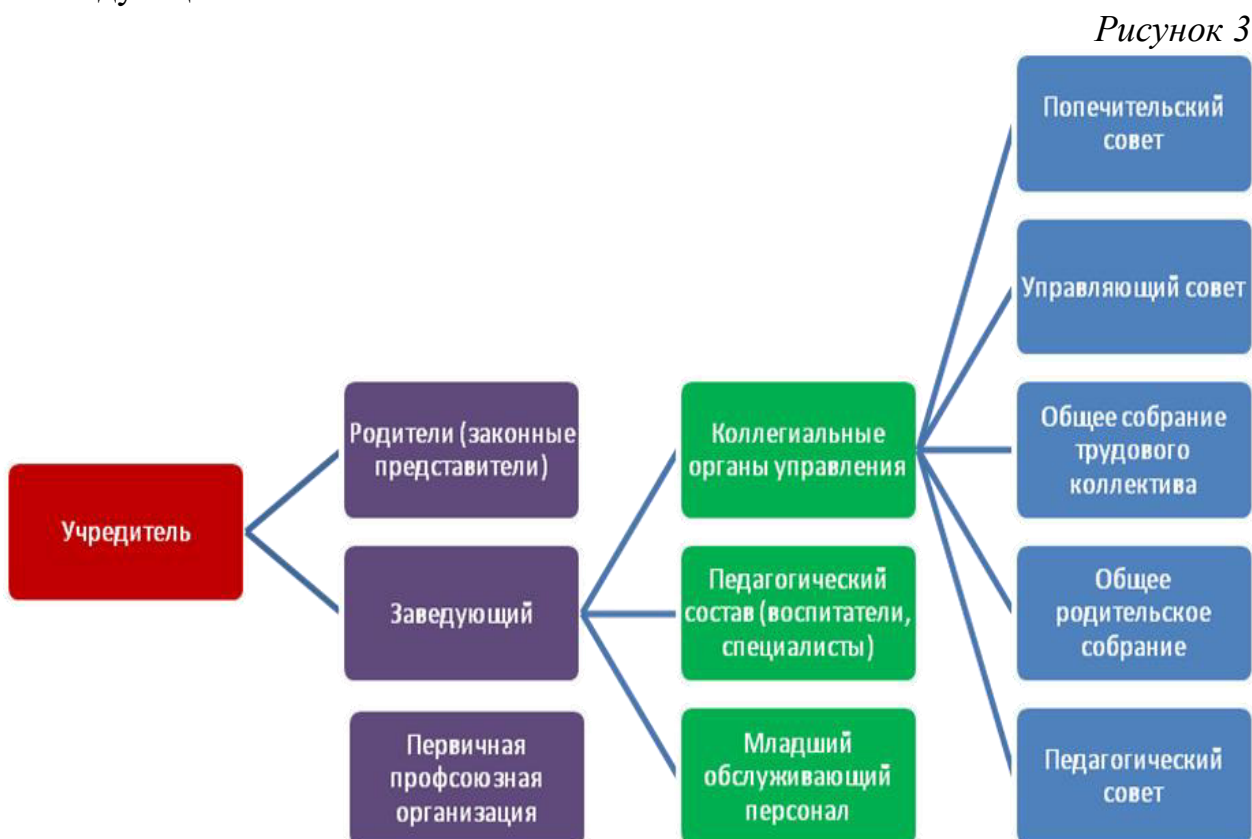 Рисунок 3
Попечительский
совет
Управляющий совет
Родители (законные
представители)
Коллегиальные
органы управления
Общее собрание
трудового
коллектива
Учредитель
Заведующий
Педагогический
состав (воспитатели,
специалисты)
Общее
родительское
собрание
Первичная
профсоюзная
организация
Младший
обслуживающий
персонал
Педагогический
совет